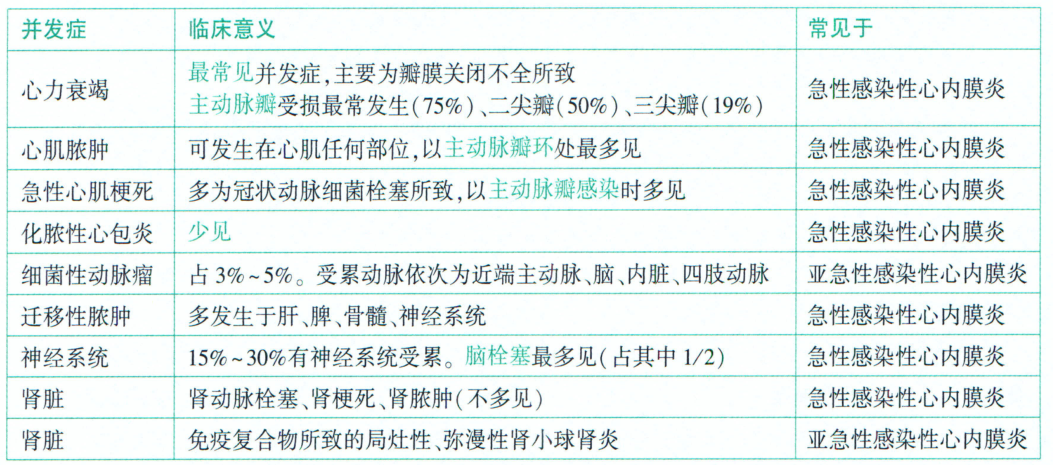 并发症 临床意义 常见于
心力衰竭 最常见并发症,主要为瓣膜关闭不全所致
主动脉瓣受损最常发生(75%)、二尖瓣(50%)、三尖瓣(19%) 急性感染性心内膜炎
心肌脓肿 可发生在心肌任何部位,以主动脉瓣环处最多见 急性感染性心内膜炎
急性心肌梗死 多为冠状动脉细菌栓塞所致,以主动脉瓣感染时多见 急性感染性心内膜炎
化脓性心包炎 少见 急性感染性心内膜炎
细菌性动脉瘤 占3%~5%。受累动脉依次为近端主动脉、脑、内脏、四肢动脉 亚急性感染性心内膜炎
迁移性脓肿 多发生于肝、脾、骨髓、神经系统 急性感染性心内膜炎
神经系统 15%~30%有神经系统受累。脑栓塞最多见(占其中1/2) 急性感染性心内膜炎
肾脏 肾动脉栓塞、肾梗死、肾脓肿(不多见) 急性感染性心内膜炎
肾脏 免疫复合物所致的局灶性、弥漫性肾小球肾炎 亚急性感染性心内膜炎